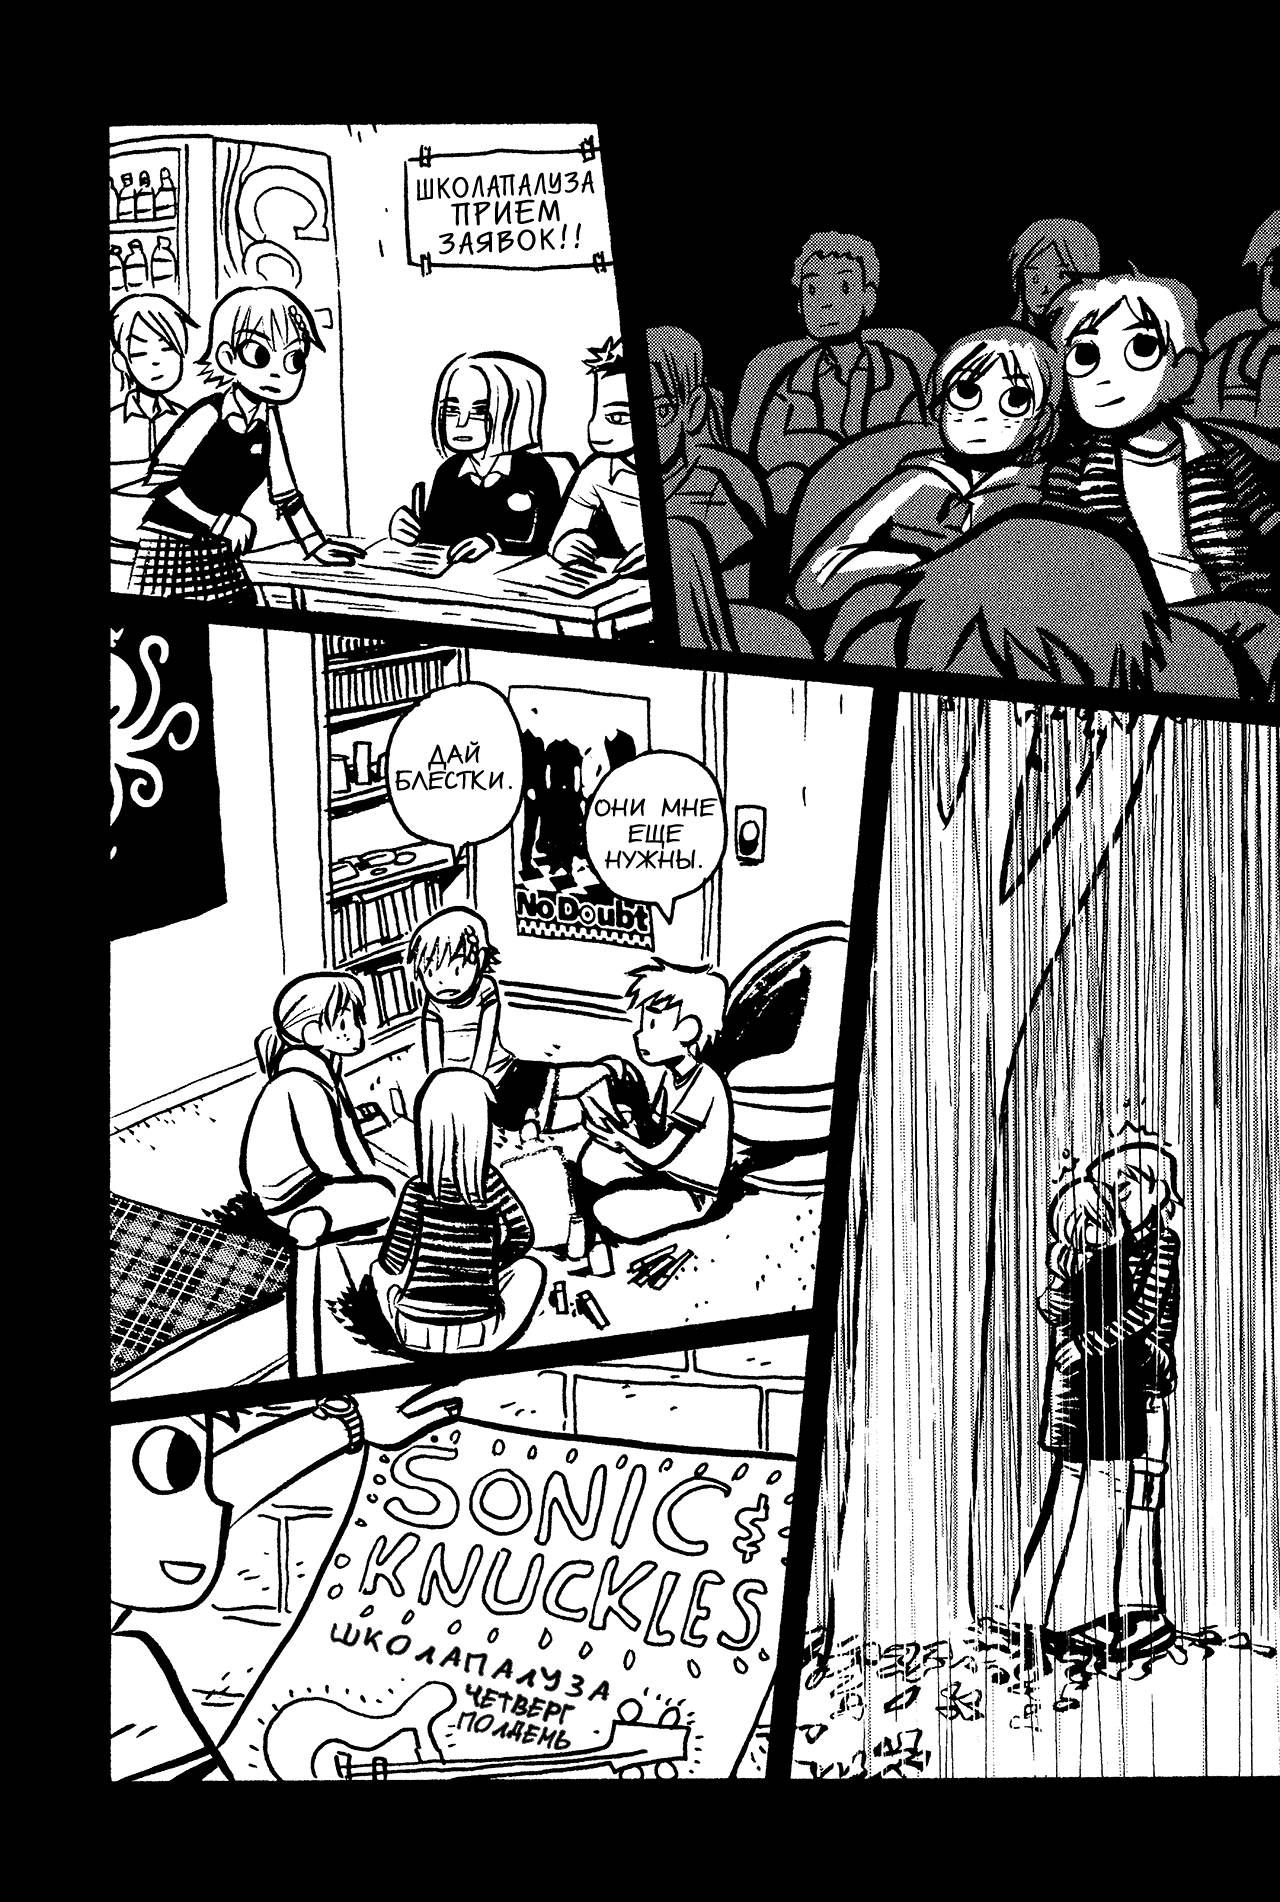 ШКОЛАПАЛУЗА
ПРИЕМ
ЗАЯВОК!!
ДАЙ
БЛЕСТКИ.
ОНИ МНЕ
ЕЩЕ
НУЖНЫ.
No Doubt
SONIC &
KNUCKLES
ШКОЛАПАЛУЗА
ЧЕТВЕРГ
ПОЛДЕНЬ